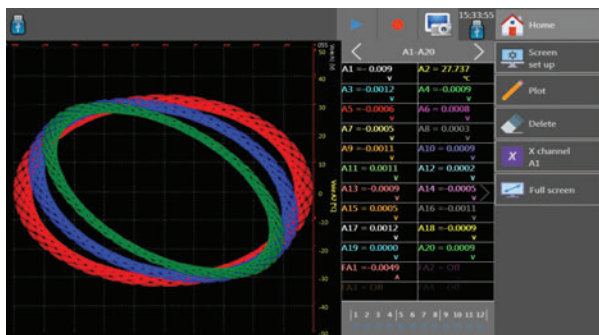 15:33:55
Home
A1-A20
Screen
set up
Plot
Delete
X channel
A1
Full screen
A1 =-0.009
V
A2 = 27.737
°C
A3 =-0.0012
V
A4 =-0.0009
V
A5 =-0.0006
V
A6 = 0.0008
V
A7 =-0.0005
V
A8 = 0.0003
V
A9 =-0.0011
V
A10 = 0.0009
V
A11 = 0.0011
V
A12 = 0.0002
V
A13 =-0.0009
V
A14 =-0.0005
V
A15 = 0.0005
V
A16 =-0.0011
V
A17 = 0.0012
V
A18 =-0.0009
V
A19 = 0.0000
V
A20 = 0.0009
V
FA1 =-0.0049
A
FA2 = Off
FA3 = Off
FA4 = Off
1 2 3 4 5 6 7 8 9 10 11 12
50
40
30
20
10
0
-10
-20
-30
-40
-50